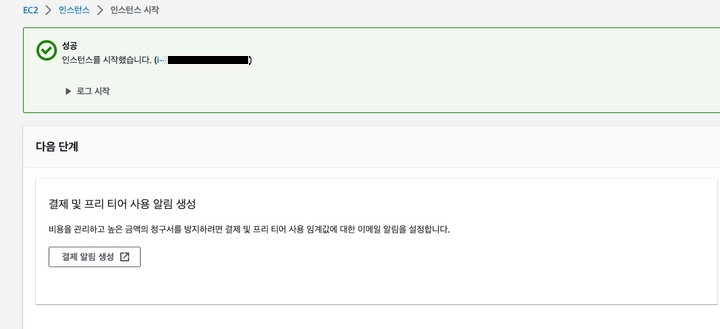 EC2 > 인스턴스 > 인스턴스 시작
성공
인스턴스를 시작했습니다. (i-)
▶ 로그 시작
다음 단계
결제 및 프리 티어 사용 알림 생성
비용을 관리하고 높은 금액의 청구서를 방지하려면 결제 및 프리 티어 사용 임계값에 대한 이메일 알림을 설정합니다.
결제 알림 생성